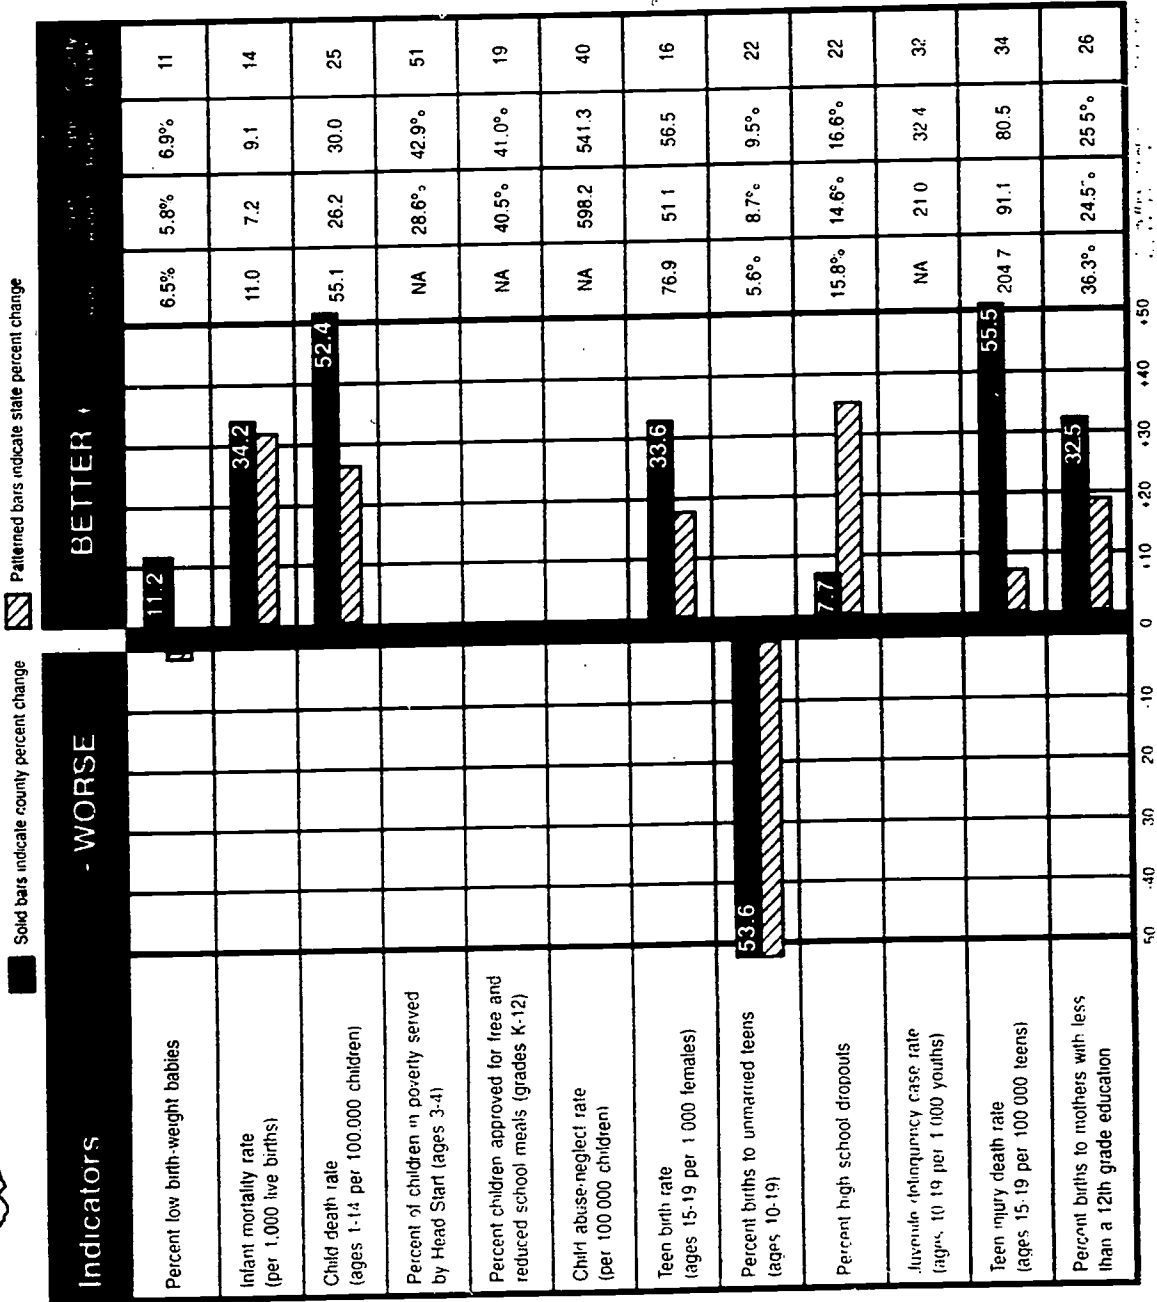 Solid bars indicate county percent change
Patterned bars indicate state percent change
Indicators - WORSE BETTER +
Percent low birth-weight babies 11.2 6.5% 5.8% 6.9% 11
Infant mortality rate
(per 1,000 live births) 34.2 11.0 7.2 9.1 14
Child death rate
(ages 1-14 per 100,000 children) 52.4 55.1 26.2 30.0 25
Percent of children in poverty served
by Head Start (ages 3-4) NA 28.6% 42.9% 51
Percent children approved for free and
reduced school meals (grades K-12) NA 40.5% 41.0% 19
Child abuse/neglect rate
(per 100 000 children) NA 598.2 541.3 40
Teen birth rate
(ages 15-19 per 1 000 females) 33.6 76.9 51 1 56.5 16
Percent births to unmarried teens
(ages 10-19) 53.6 5.6% 8.7% 9.5% 22
Percent high school dropouts 7.7 15.8% 14.6% 16.6% 22
Juvenile delinquency case rate
(ages 10 19 per 1 000 youths) NA 21 0 32 4 32
Teen injury death rate
(ages 15-19 per 100 000 teens) 55.5 204 7 91.1 80.5 34
Percent births to mothers with less
than a 12th grade education 32.5 36.3% 24.5% 25 5% 26
50 -40 -30 20 -10 0 +10 +20 +30 +40 +50